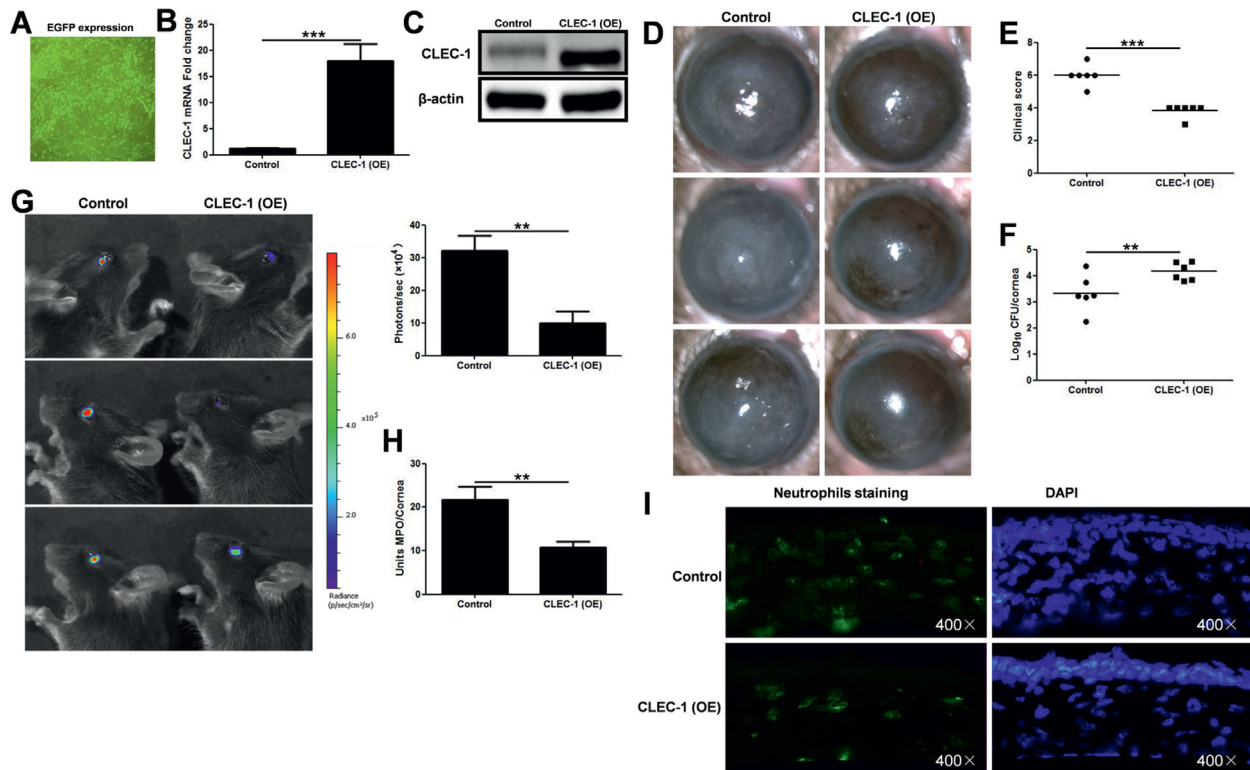 A
EGFP expression
B
CLEC-1 mRNA Fold change
25
20
15
10
5
0
***
Control
CLEC-1 (OE)
C
Control
CLEC-1 (OE)
CLEC-1
β-actin
D
Control
CLEC-1 (OE)
E
Clinical score
8
6
4
2
0
***
Control
CLEC-1 (OE)
F
Log₁₀ CFU/cornea
5
4
3
2
1
0
**
Control
CLEC-1 (OE)
G
Control
CLEC-1 (OE)
6.0
4.0
x10⁵
2.0
Radiance
(p/sec/cm²/sr)
Photons/sec (×10⁴)
40
30
20
10
0
**
Control
CLEC-1 (OE)
H
Units MPO/Cornea
30
20
10
0
**
Control
CLEC-1 (OE)
I
Neutrophils staining
DAPI
Control
400×
400×
CLEC-1 (OE)
400×
400×